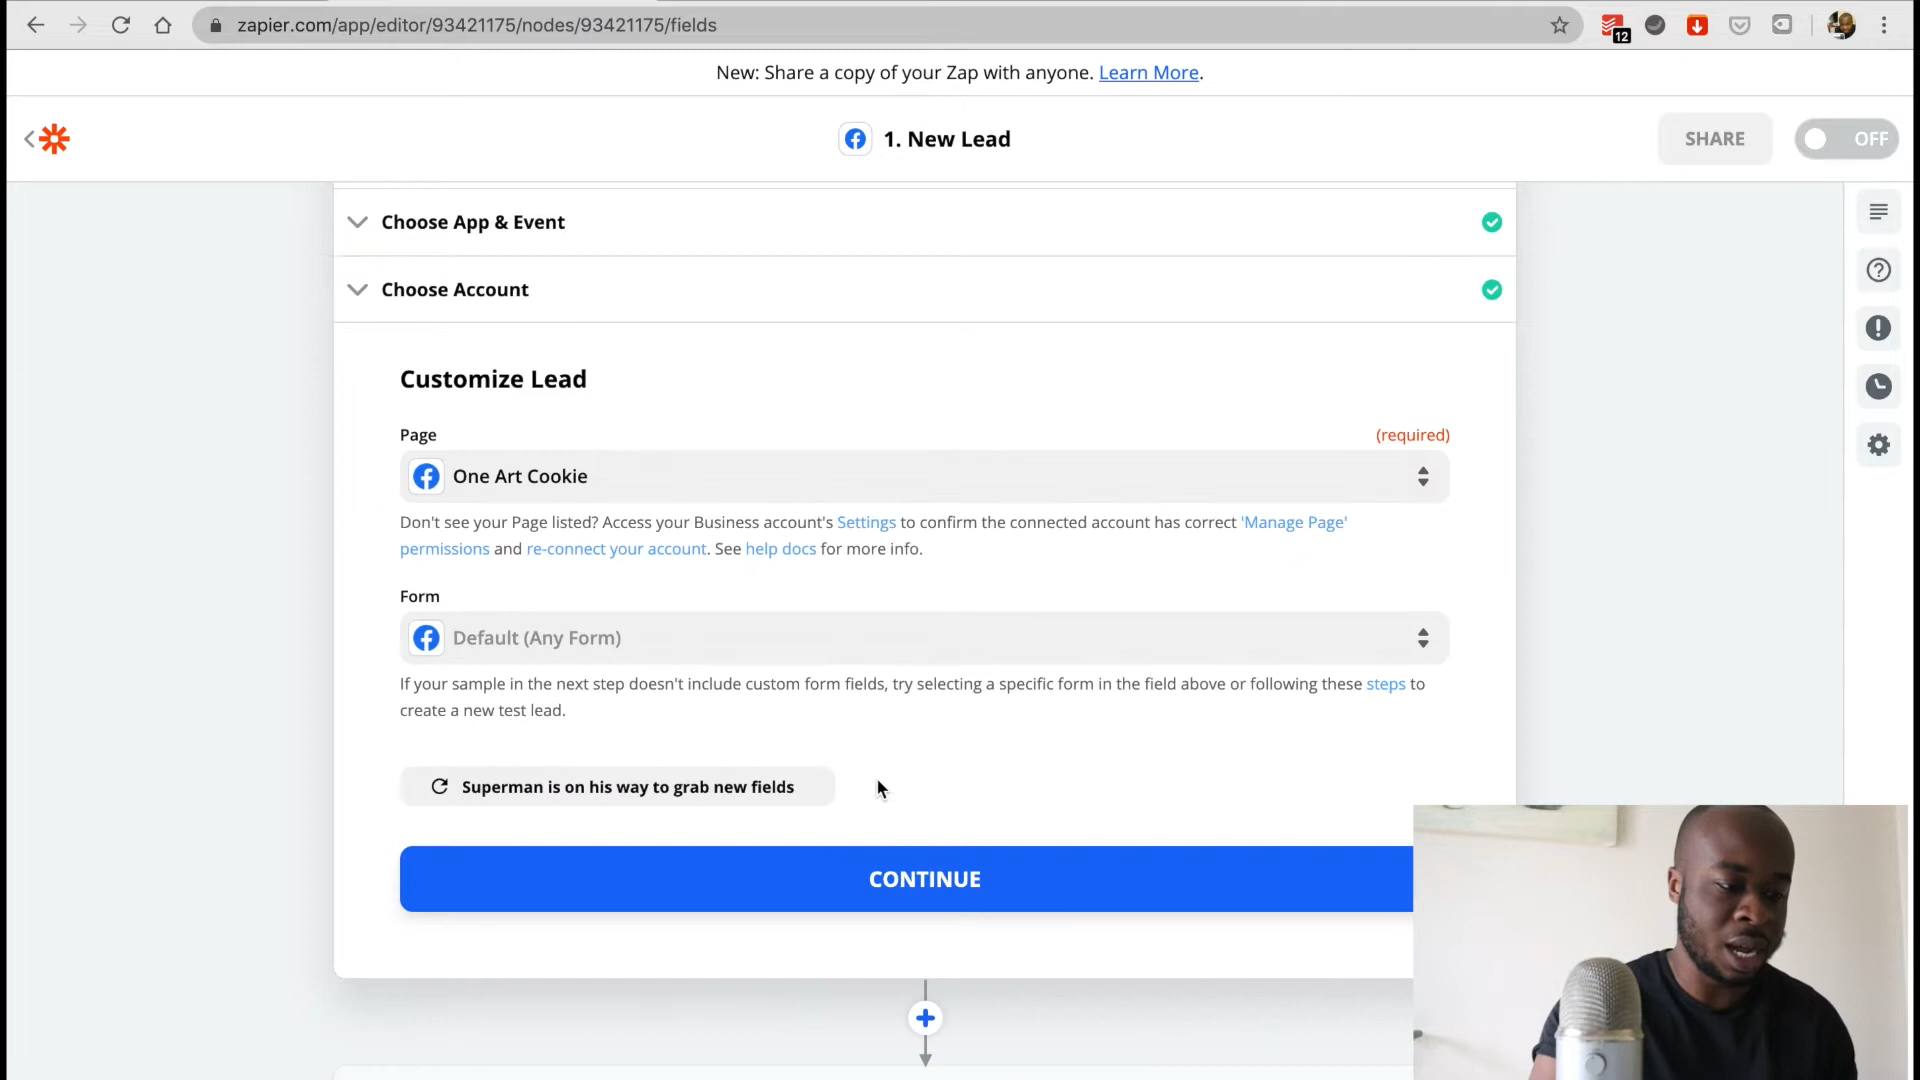 zapier.com/app/editor/93421175/nodes/93421175/fields
12
New: Share a copy of your Zap with anyone. Learn More.
1. New Lead
SHARE
OFF
Choose App & Event
Choose Account
Customize Lead
Page
(required)
One Art Cookie
Don't see your Page listed? Access your Business account's Settings to confirm the connected account has correct 'Manage Page'
permissions and re-connect your account. See help docs for more info.
Form
Default (Any Form)
If your sample in the next step doesn't include custom form fields, try selecting a specific form in the field above or following these steps to
create a new test lead.
Superman is on his way to grab new fields
CONTINUE